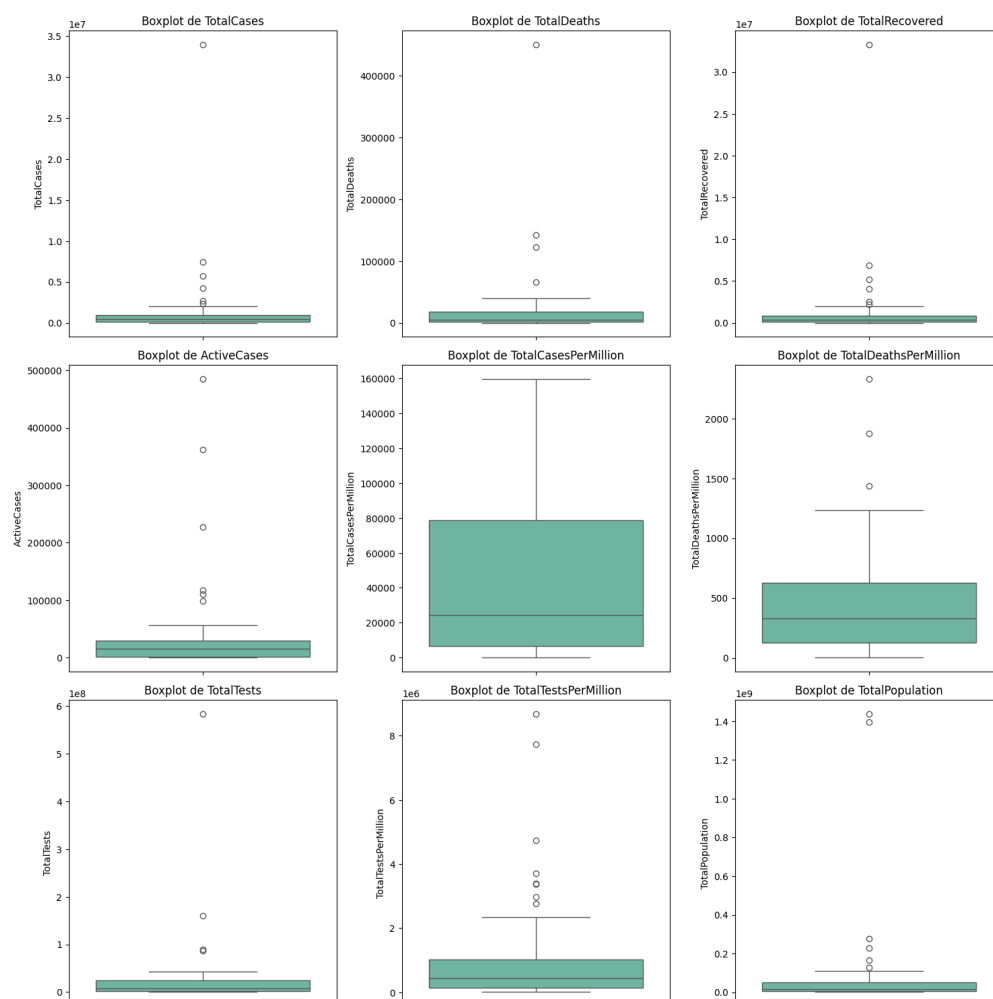 Boxplot de TotalCases
1e7
3.5
3.0
2.5
2.0
1.5
1.0
0.5
0.0
TotalCases
Boxplot de TotalDeaths
400000
300000
200000
100000
0
TotalDeaths
Boxplot de TotalRecovered
1e7
3.0
2.5
2.0
1.5
1.0
0.5
0.0
TotalRecovered
Boxplot de ActiveCases
500000
400000
300000
200000
100000
0
ActiveCases
Boxplot de TotalCasesPerMillion
160000
140000
120000
100000
80000
60000
40000
20000
0
TotalCasesPerMillion
Boxplot de TotalDeathsPerMillion
2000
1500
1000
500
0
TotalDeathsPerMillion
Boxplot de TotalTests
1e8
6
5
4
3
2
1
0
TotalTests
Boxplot de TotalTestsPerMillion
1e6
8
6
4
2
0
TotalTestsPerMillion
Boxplot de TotalPopulation
1e9
1.4
1.2
1.0
0.8
0.6
0.4
0.2
0.0
TotalPopulation